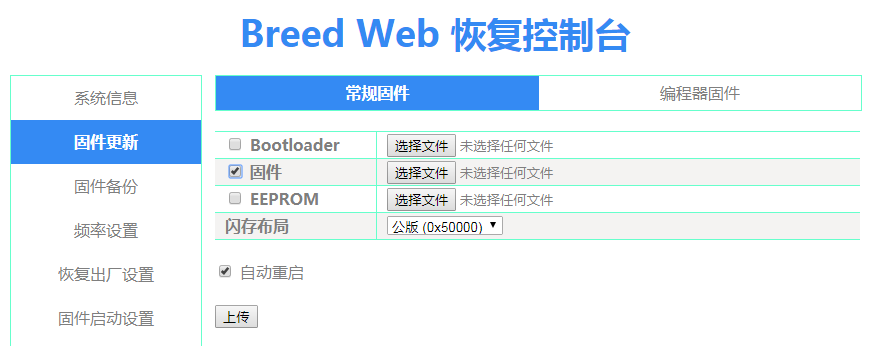 Breed Web 恢复控制台
系统信息
固件更新
固件备份
频率设置
恢复出厂设置
固件启动设置
常规固件 编程器固件
Bootloader 选择文件 未选择任何文件
固件 选择文件 未选择任何文件
EEPROM 选择文件 未选择任何文件
闪存布局 公版 (0x50000)
自动重启
上传